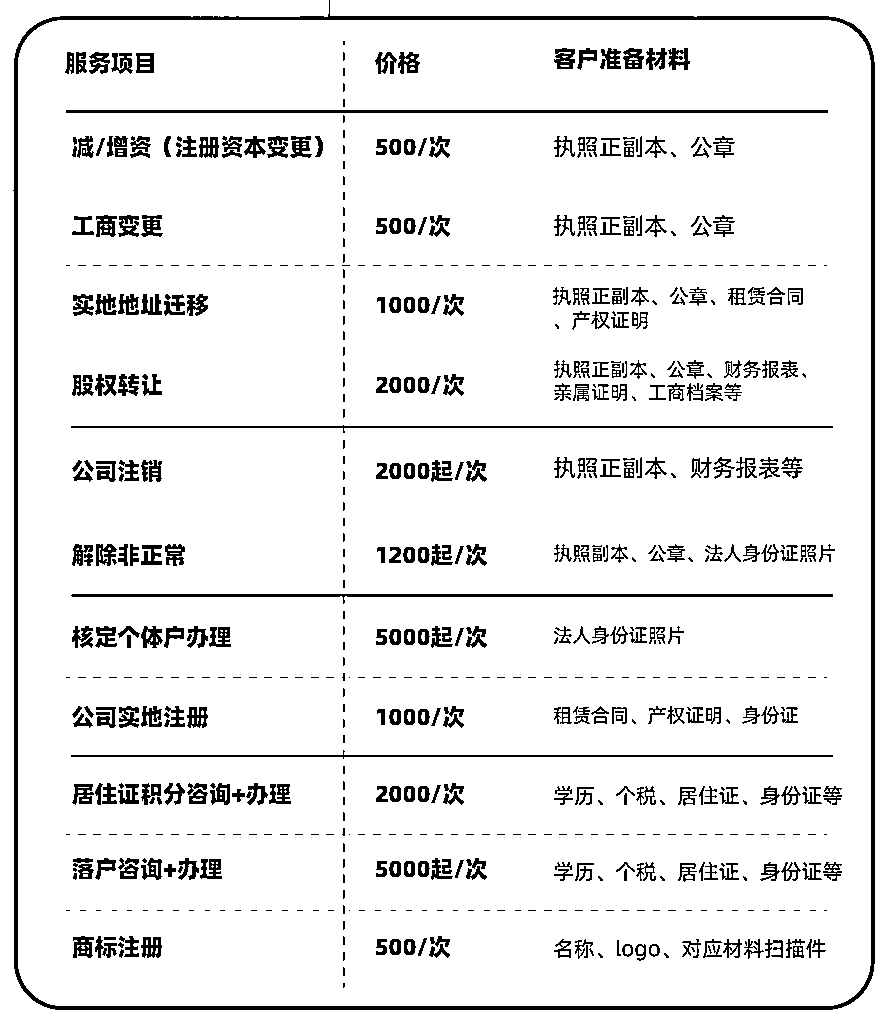 服务项目 价格 客户准备材料
减/增资（注册资本变更） 500/次 执照正副本、公章
工商变更 500/次 执照正副本、公章
实地地址迁移 1000/次 执照正副本、公章、租赁合同
、产权证明
股权转让 2000/次 执照正副本、公章、财务报表、
亲属证明、工商档案等
公司注销 2000起/次 执照正副本、财务报表等
解除非正常 1200起/次 执照副本、公章、法人身份证照片
核定个体户办理 5000起/次 法人身份证照片
公司实地注册 1000/次 租赁合同、产权证明、身份证
居住证积分咨询+办理 2000/次 学历、个税、居住证、身份证等
落户咨询+办理 5000起/次 学历、个税、居住证、身份证等
商标注册 500/次 名称、logo、对应材料扫描件